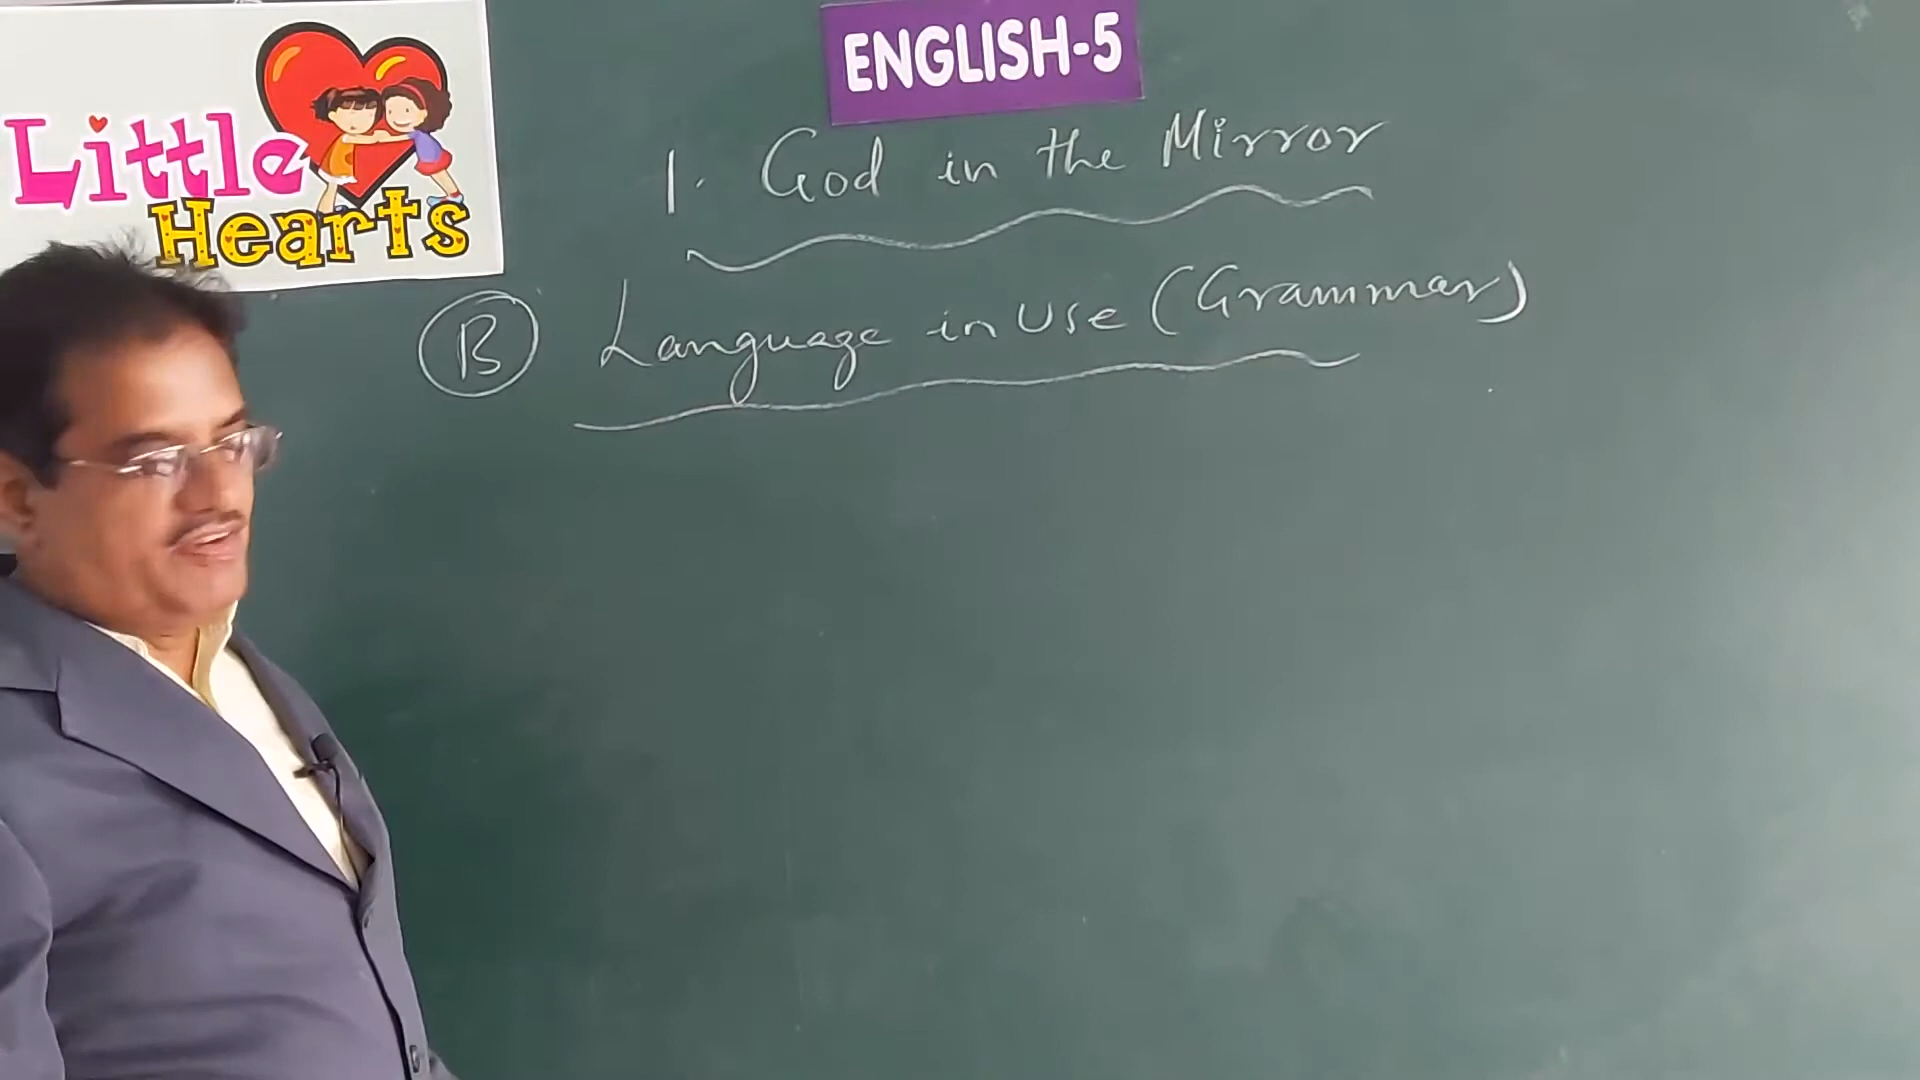 Little
Hearts
ENGLISH-5
1. God in the Mirror
B Language in Use (Grammar)